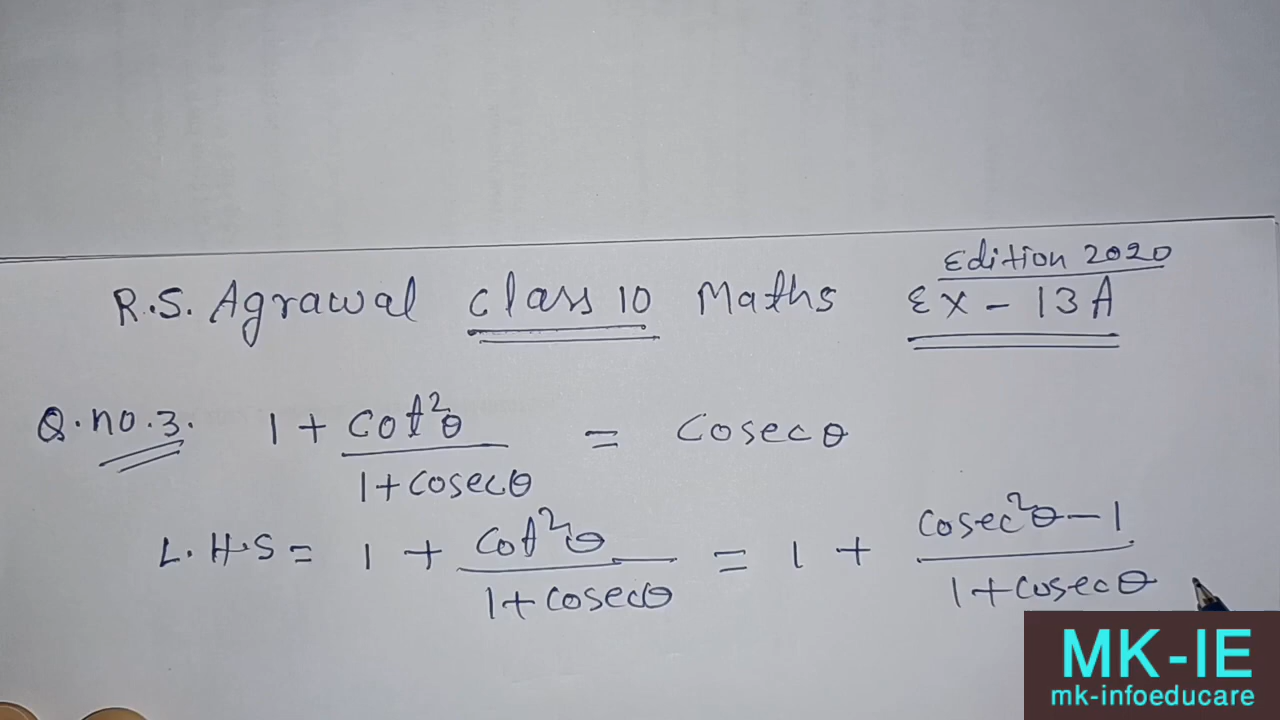 Edition 2020
R.S. Agrawal Class 10 Maths Ex - 13A
Q. no. 3. 1 + cot²θ / 1 + cosecθ = cosecθ
L.H.S = 1 + cot²θ / 1 + cosecθ = 1 + cosec²θ - 1 / 1 + cosecθ
MK-IE
mk-infoeducare